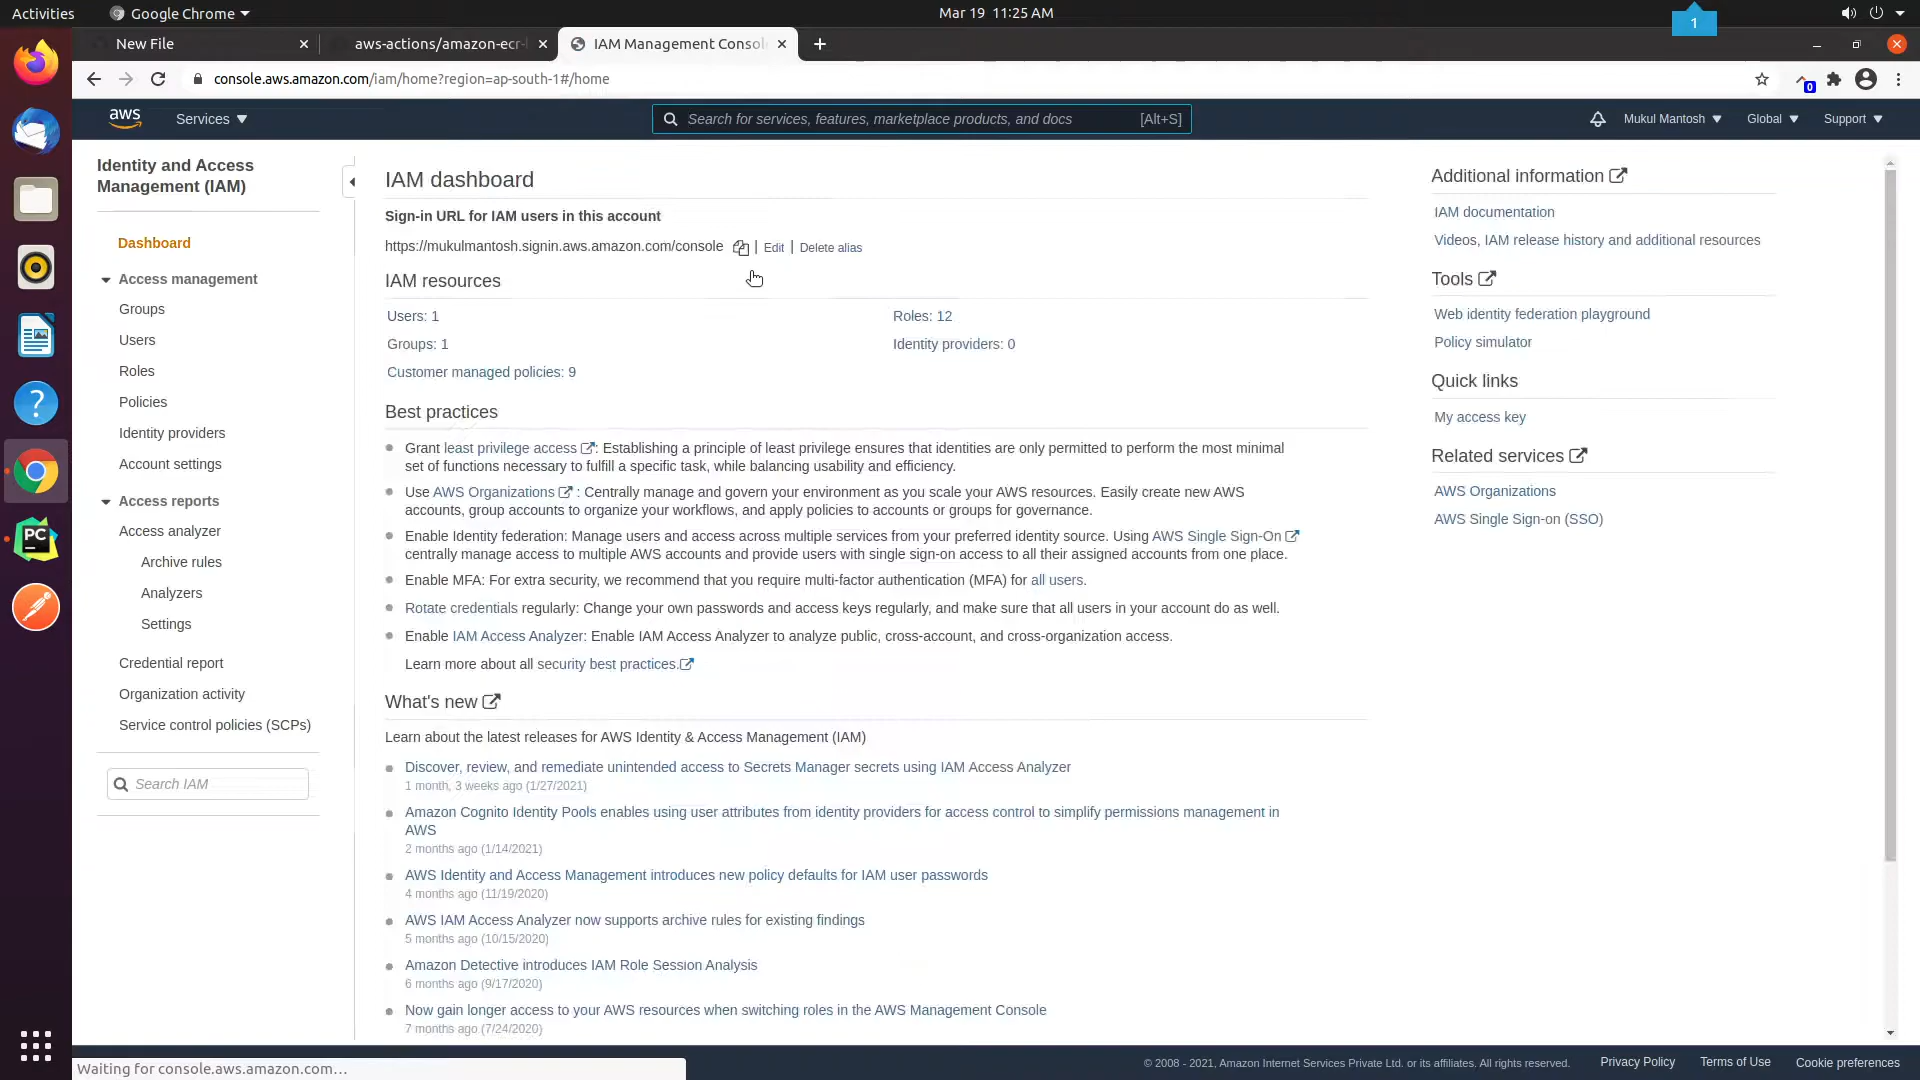 Activities
Google Chrome
Mar 19 11:25 AM
1
New File
aws-actions/amazon-ecr-l
IAM Management Consol
console.aws.amazon.com/iam/home?region=ap-south-1#/home
0
aws
Services
Search for services, features, marketplace products, and docs
[Alt+S]
Mukul Mantosh
Global
Support
Identity and Access
Management (IAM)
Dashboard
Access management
Groups
Users
Roles
Policies
Identity providers
Account settings
Access reports
Access analyzer
Archive rules
Analyzers
Settings
Credential report
Organization activity
Service control policies (SCPs)
Search IAM
IAM dashboard
Sign-in URL for IAM users in this account
https://mukulmantosh.signin.aws.amazon.com/console | Edit | Delete alias
IAM resources
Users: 1
Roles: 12
Groups: 1
Identity providers: 0
Customer managed policies: 9
Best practices
Grant least privilege access : Establishing a principle of least privilege ensures that identities are only permitted to perform the most minimal
set of functions necessary to fulfill a specific task, while balancing usability and efficiency.
Use AWS Organizations : Centrally manage and govern your environment as you scale your AWS resources. Easily create new AWS
accounts, group accounts to organize your workflows, and apply policies to accounts or groups for governance.
Enable Identity federation: Manage users and access across multiple services from your preferred identity source. Using AWS Single Sign-On
centrally manage access to multiple AWS accounts and provide users with single sign-on access to all their assigned accounts from one place.
Enable MFA: For extra security, we recommend that you require multi-factor authentication (MFA) for all users.
Rotate credentials regularly: Change your own passwords and access keys regularly, and make sure that all users in your account do as well.
Enable IAM Access Analyzer: Enable IAM Access Analyzer to analyze public, cross-account, and cross-organization access.
Learn more about all security best practices.
What's new
Learn about the latest releases for AWS Identity & Access Management (IAM)
Discover, review, and remediate unintended access to Secrets Manager secrets using IAM Access Analyzer
1 month, 3 weeks ago (1/27/2021)
Amazon Cognito Identity Pools enables using user attributes from identity providers for access control to simplify permissions management in
AWS
2 months ago (1/14/2021)
AWS Identity and Access Management introduces new policy defaults for IAM user passwords
4 months ago (11/19/2020)
AWS IAM Access Analyzer now supports archive rules for existing findings
5 months ago (10/15/2020)
Amazon Detective introduces IAM Role Session Analysis
6 months ago (9/17/2020)
Now gain longer access to your AWS resources when switching roles in the AWS Management Console
7 months ago (7/24/2020)
Additional information
IAM documentation
Videos, IAM release history and additional resources
Tools
Web identity federation playground
Policy simulator
Quick links
My access key
Related services
AWS Organizations
AWS Single Sign-on (SSO)
PC
?
Waiting for console.aws.amazon.com…
© 2008 - 2021, Amazon Internet Services Private Ltd. or its affiliates. All rights reserved.
Privacy Policy
Terms of Use
Cookie preferences